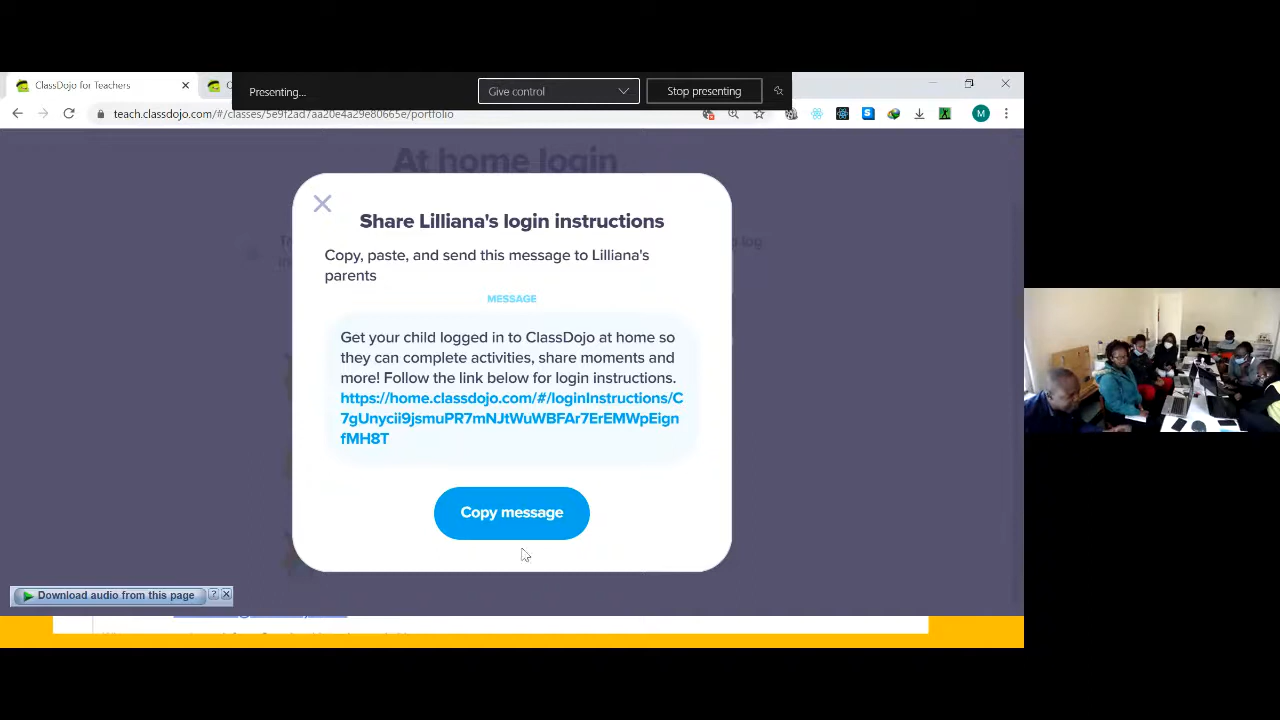 ClassDojo for Teachers
Presenting...
Give control
Stop presenting
teach.classdojo.com/#/classes/5e9f2ad7aa20e4a29e80665e/portfolio
M
At home login
Share Lilliana's login instructions
Copy, paste, and send this message to Lilliana's
parents
MESSAGE
Get your child logged in to ClassDojo at home so
they can complete activities, share moments and
more! Follow the link below for login instructions.
https://home.classdojo.com/#/loginInstructions/C
7gUnycii9jsmuPR7mNJtWuWBFAr7ErEMWpEign
fMH8T
Copy message
Download audio from this page